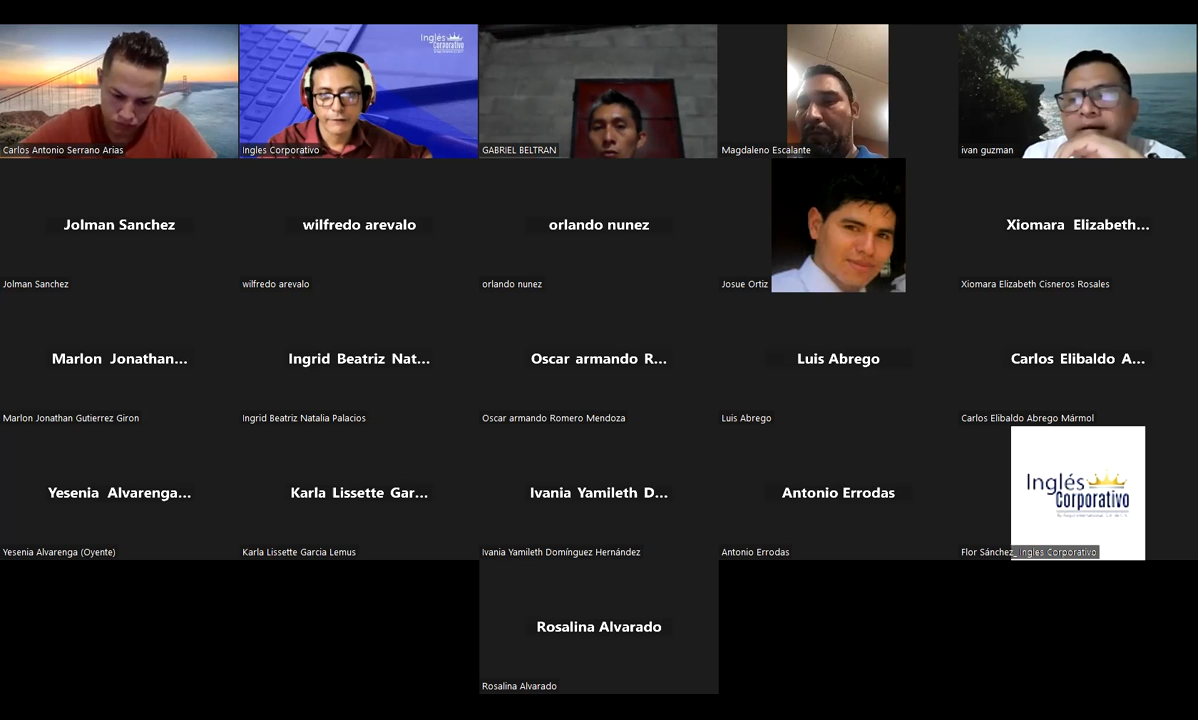 Inglés
Corporativo
Carlos Antonio Serrano Arias
Ingles Corporativo
GABRIEL BELTRAN
Magdaleno Escalante
ivan guzman
Jolman Sanchez
wilfredo arevalo
orlando nunez
Xiomara Elizabeth...
Jolman Sanchez
wilfredo arevalo
orlando nunez
Josue Ortiz
Xiomara Elizabeth Cisneros Rosales
Marlon Jonathan...
Ingrid Beatriz Nat...
Oscar armando R...
Luis Abrego
Carlos Elibaldo A...
Marlon Jonathan Gutierrez Giron
Ingrid Beatriz Natalia Palacios
Oscar armando Romero Mendoza
Luis Abrego
Carlos Elibaldo Abrego Mármol
Yesenia Alvarenga...
Karla Lissette Gar...
Ivania Yamileth D...
Antonio Errodas
Inglés
Corporativo
Yesenia Alvarenga (Oyente)
Karla Lissette Garcia Lemus
Ivania Yamileth Domínguez Hernández
Antonio Errodas
Flor Sánchez_ Ingles Corporativo
Rosalina Alvarado
Rosalina Alvarado